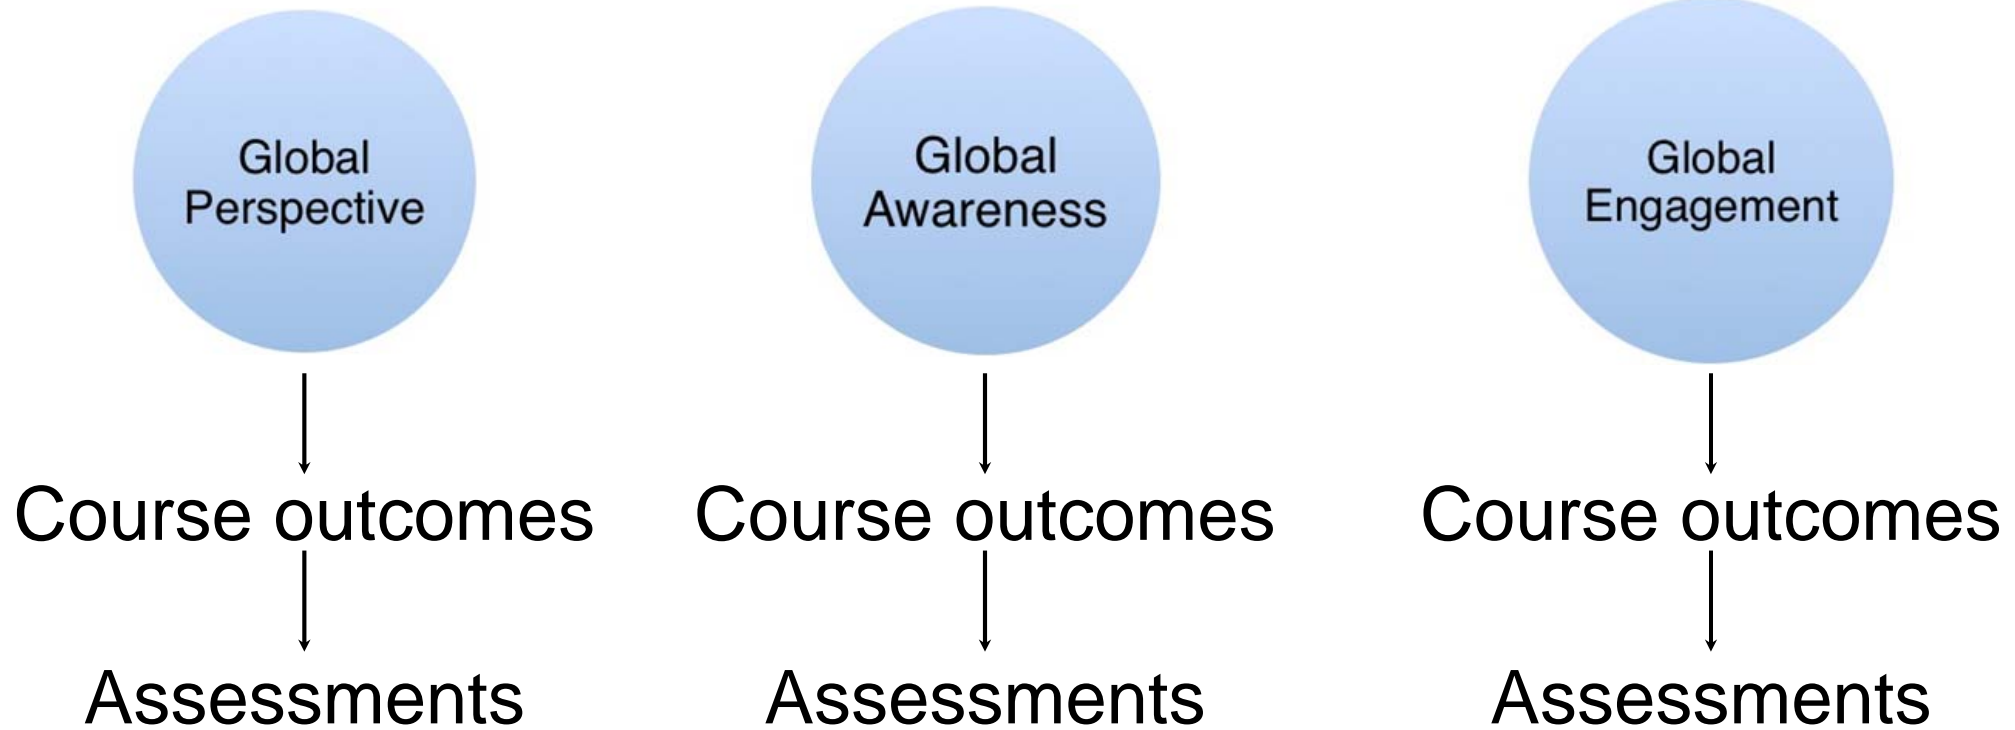 Global
Perspective
Global
Awareness
Global
Engagement
Course outcomes
Course outcomes
Course outcomes
Assessments
Assessments
Assessments